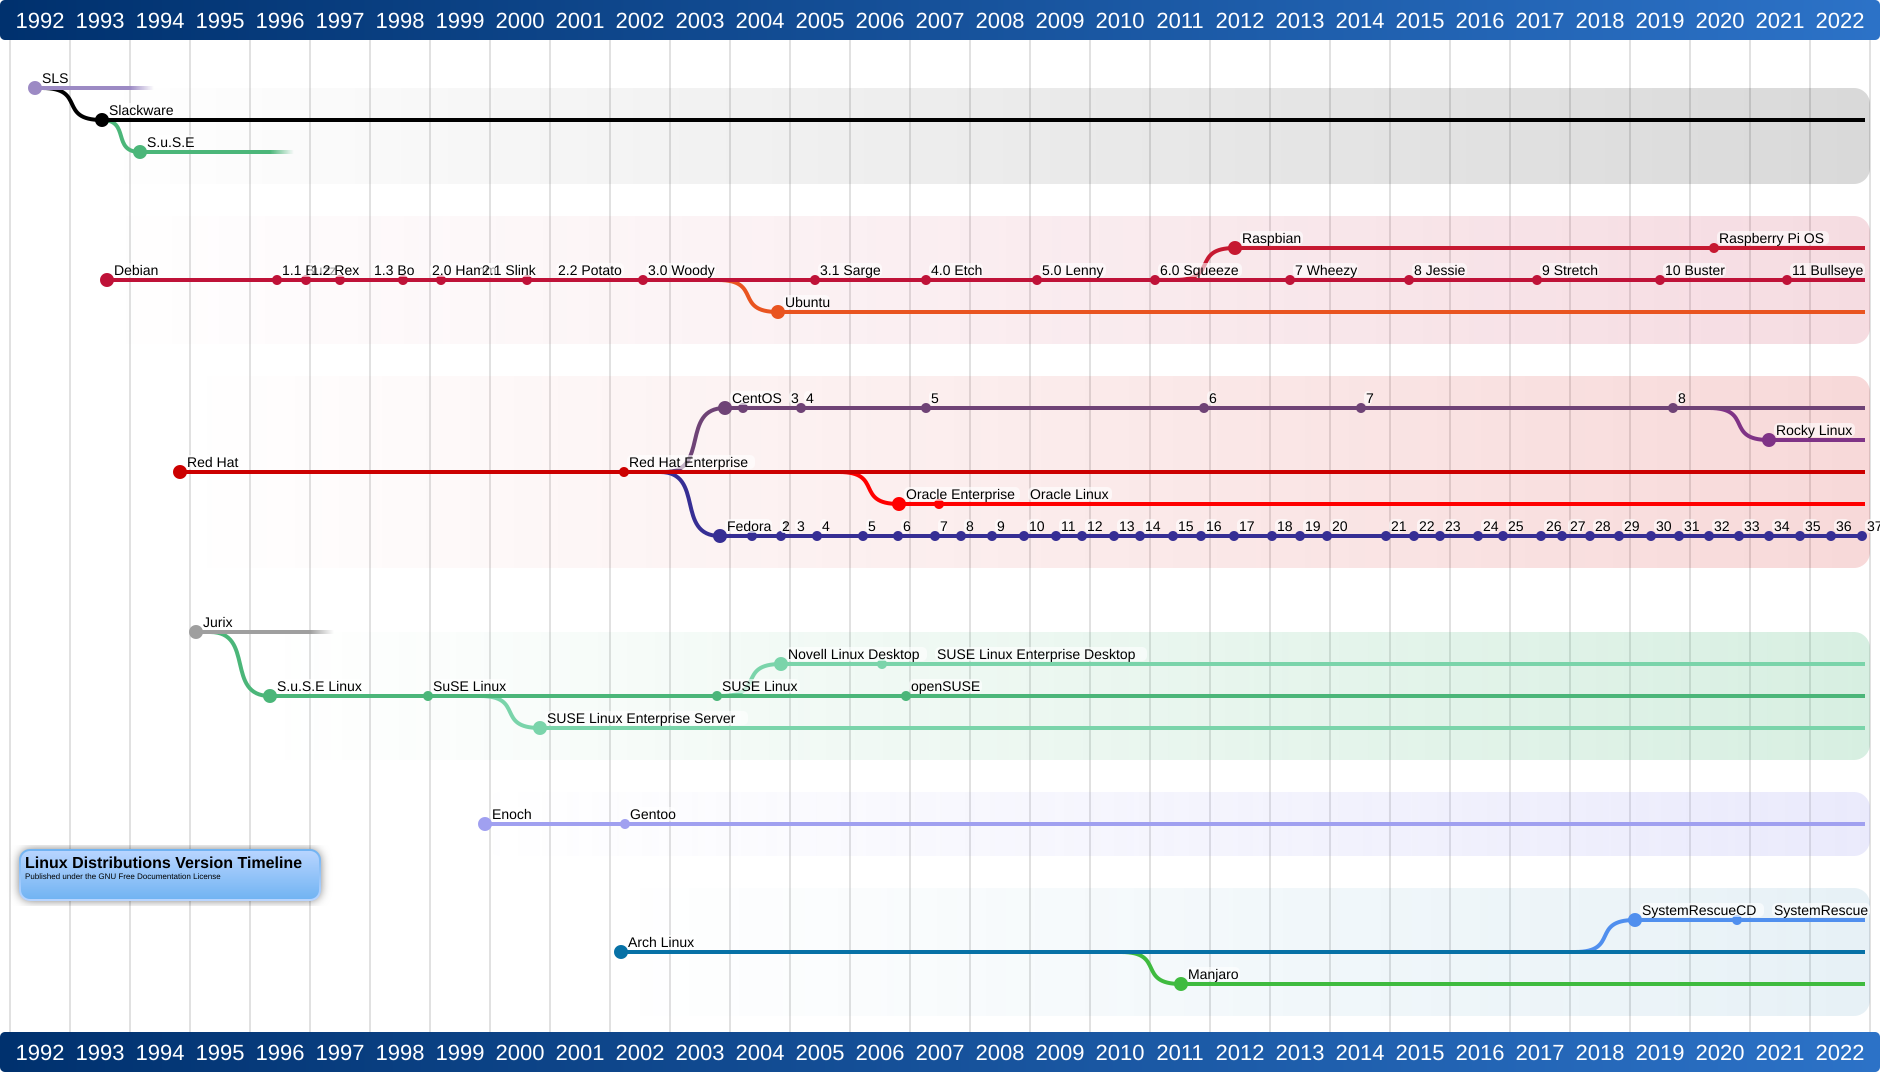 1992 1993 1994 1995 1996 1997 1998 1999 2000 2001 2002 2003 2004 2005 2006 2007 2008 2009 2010 2011 2012 2013 2014 2015 2016 2017 2018 2019 2020 2021 2022
SLS
Slackware
S.u.S.E
Raspbian Raspberry Pi OS
Debian 1.1 1.2 Rex 1.3 Bo 2.0 2.1 Slink 2.2 Potato 3.0 Woody 3.1 Sarge 4.0 Etch 5.0 Lenny 6.0 Squeeze 7 Wheezy 8 Jessie 9 Stretch 10 Buster 11 Bullseye
Ubuntu
CentOS 3 4 5 6 7 8
Rocky Linux
Red Hat Red Hat Enterprise
Oracle Enterprise Oracle Linux
Fedora 2 3 4 5 6 7 8 9 10 11 12 13 14 15 16 17 18 19 20 21 22 23 24 25 26 27 28 29 30 31 32 33 34 35 36 37
Jurix
Novell Linux Desktop SUSE Linux Enterprise Desktop
S.u.S.E Linux SuSE Linux SUSE Linux openSUSE
SUSE Linux Enterprise Server
Enoch Gentoo
Linux Distributions Version Timeline
Published under the GNU Free Documentation License
SystemRescueCD SystemRescue
Arch Linux
Manjaro
1992 1993 1994 1995 1996 1997 1998 1999 2000 2001 2002 2003 2004 2005 2006 2007 2008 2009 2010 2011 2012 2013 2014 2015 2016 2017 2018 2019 2020 2021 2022